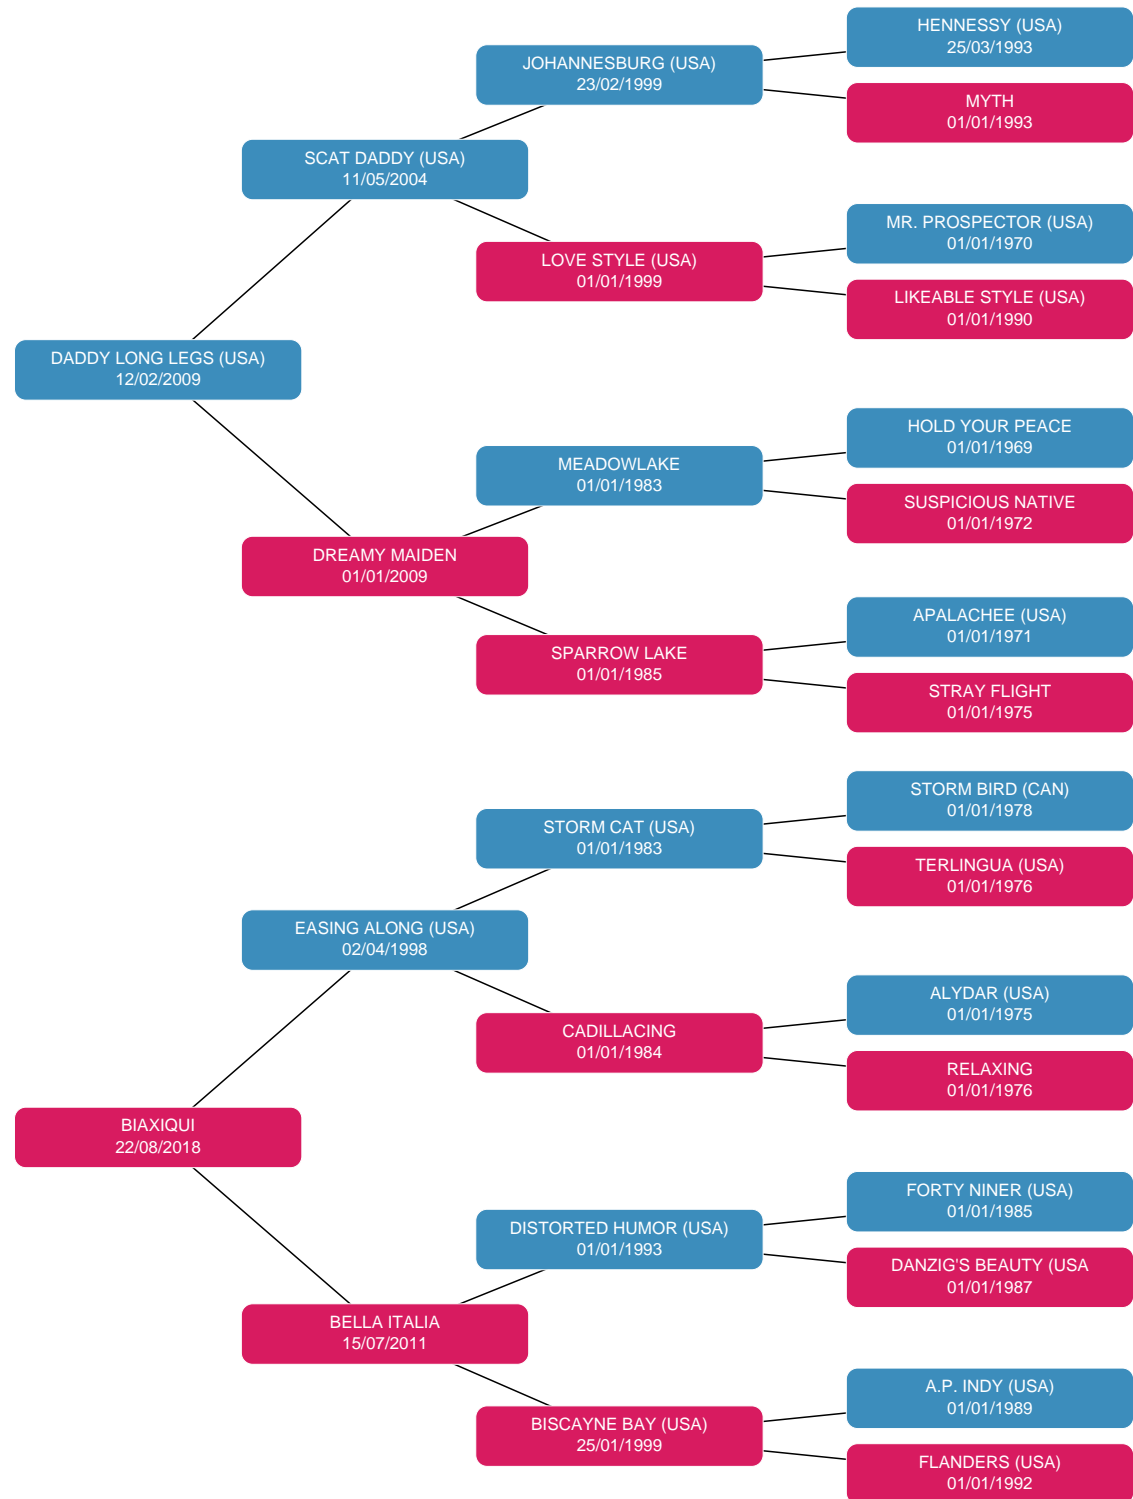 HENNESSY (USA)
25/03/1993
JOHANNESBURG (USA)
23/02/1999
MYTH
01/01/1993
SCAT DADDY (USA)
11/05/2004
MR. PROSPECTOR (USA)
01/01/1970
LOVE STYLE (USA)
01/01/1999
LIKEABLE STYLE (USA)
01/01/1990
DADDY LONG LEGS (USA)
12/02/2009
HOLD YOUR PEACE
01/01/1969
MEADOWLAKE
01/01/1983
SUSPICIOUS NATIVE
01/01/1972
DREAMY MAIDEN
01/01/2009
APALACHEE (USA)
01/01/1971
SPARROW LAKE
01/01/1985
STRAY FLIGHT
01/01/1975
STORM BIRD (CAN)
01/01/1978
STORM CAT (USA)
01/01/1983
TERLINGUA (USA)
01/01/1976
EASING ALONG (USA)
02/04/1998
ALYDAR (USA)
01/01/1975
CADILLACING
01/01/1984
RELAXING
01/01/1976
BIAXIQUI
22/08/2018
FORTY NINER (USA)
01/01/1985
DISTORTED HUMOR (USA)
01/01/1993
DANZIG'S BEAUTY (USA
01/01/1987
BELLA ITALIA
15/07/2011
A.P. INDY (USA)
01/01/1989
BISCAYNE BAY (USA)
25/01/1999
FLANDERS (USA)
01/01/1992